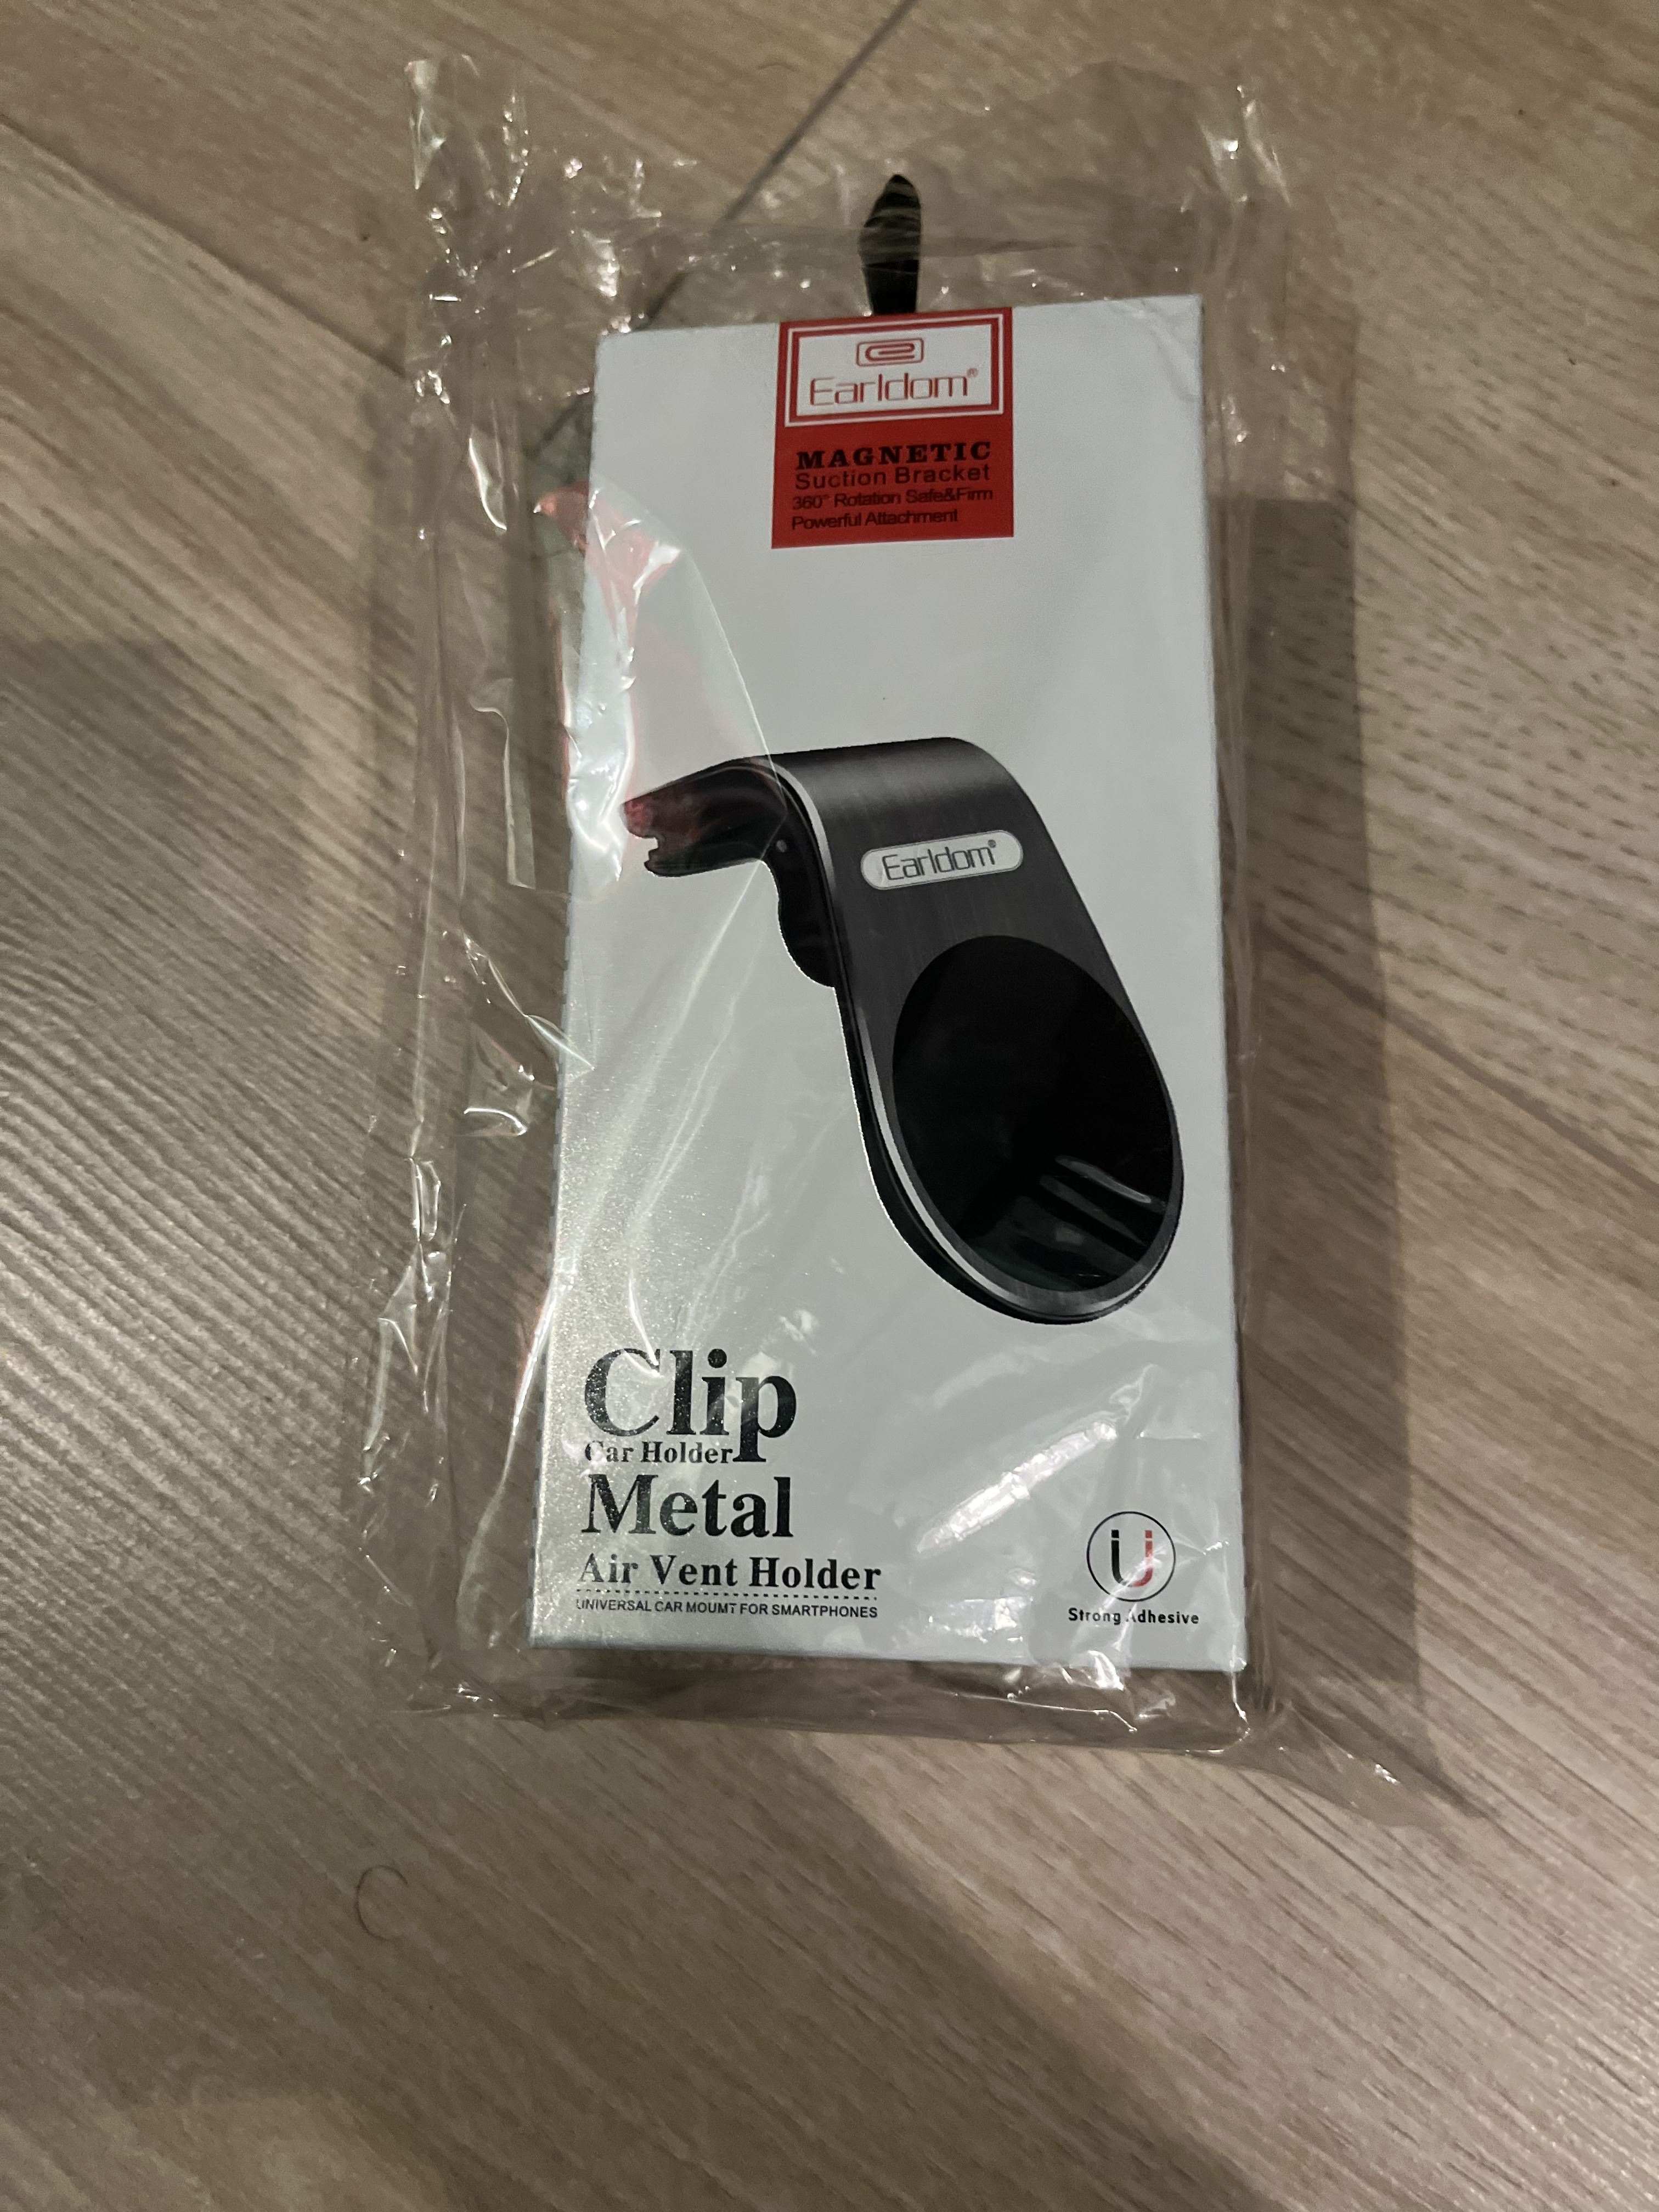 Earldom®
MAGNETIC
Suction Bracket
360° Rotation Safe&Firm
Powerful Attachment
Earldom®
Clip
Car Holder
Metal
Air Vent Holder
UNIVERSAL CAR MOUMT FOR SMARTPHONES
Strong Adhesive